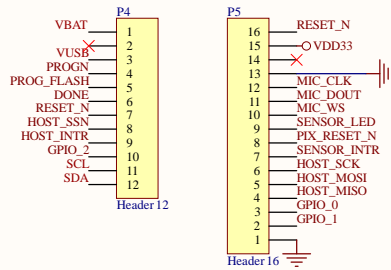 P4
VBAT 1
2
VUSB 3
PROGN 4
PROG_FLASH 5
DONE 6
RESET_N 7
HOST_SSN 8
HOST_INTR 9
GPIO_2 10
SCL 11
SDA 12
Header 12
P5
16 RESET_N
15 VDD33
14
13
12 MIC_CLK
11 MIC_DOUT
10 MIC_WS
9 SENSOR_LED
8 PIX_RESET_N
7 SENSOR_INTR
6 HOST_SCK
5 HOST_MOSI
4 HOST_MISO
3 GPIO_0
2 GPIO_1
1
Header 16